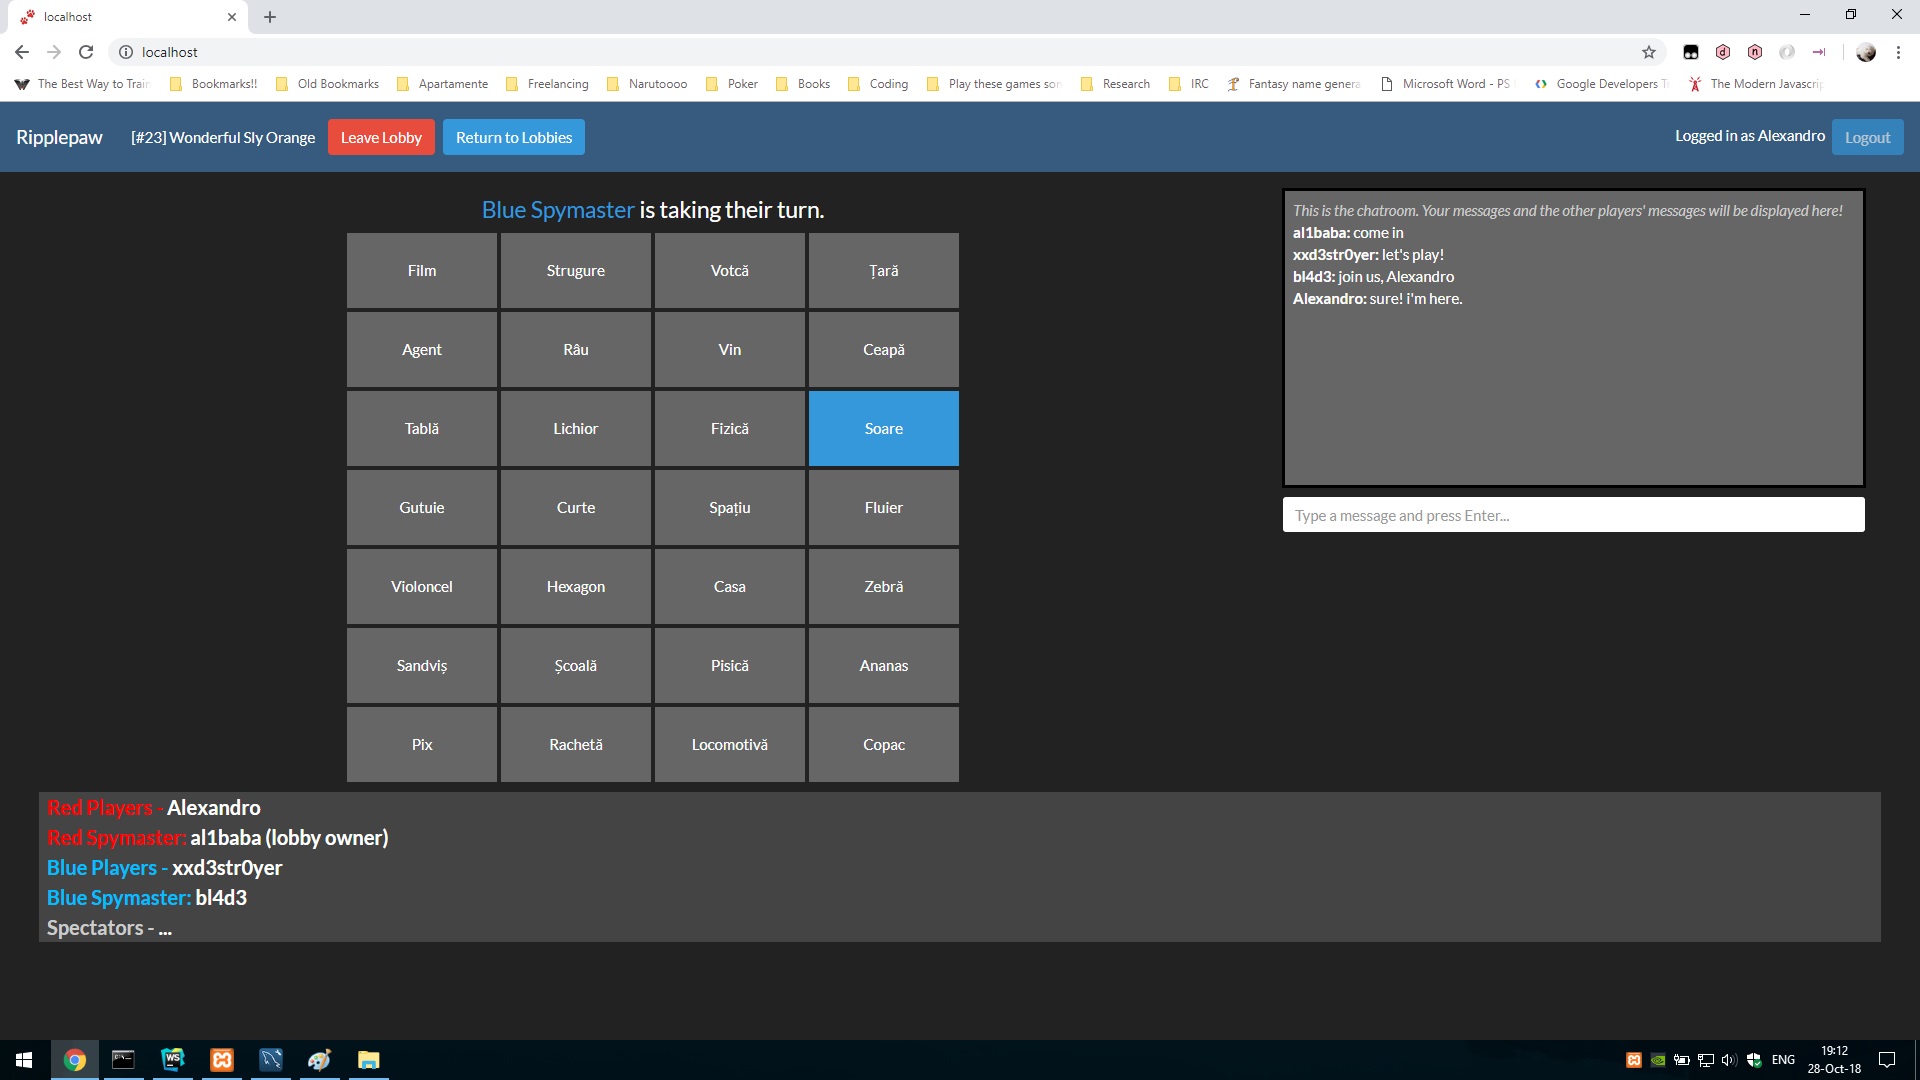 localhost
localhost
The Best Way to Train Bookmarks!! Old Bookmarks Apartamente Freelancing Narutoooo Poker Books Coding Play these games son Research IRC Fantasy name genera Microsoft Word - PS Google Developers T The Modern Javascrip
Ripplepaw [#23] Wonderful Sly Orange Leave Lobby Return to Lobbies Logged in as Alexandro Logout
Blue Spymaster is taking their turn.
Film Strugure Votcă Țară
Agent Râu Vin Ceapă
Tablă Lichior Fizică Soare
Gutuie Curte Spațiu Fluier
Violoncel Hexagon Casa Zebră
Sandviș Școală Pisică Ananas
Pix Rachetă Locomotivă Copac
This is the chatroom. Your messages and the other players' messages will be displayed here!
al1baba: come in
xxd3str0yer: let's play!
bl4d3: join us, Alexandro
Alexandro: sure! i'm here.
Type a message and press Enter...
Red Players - Alexandro
Red Spymaster: al1baba (lobby owner)
Blue Players - xxd3str0yer
Blue Spymaster: bl4d3
Spectators - ...
WS
ENG
19:12
28-Oct-18